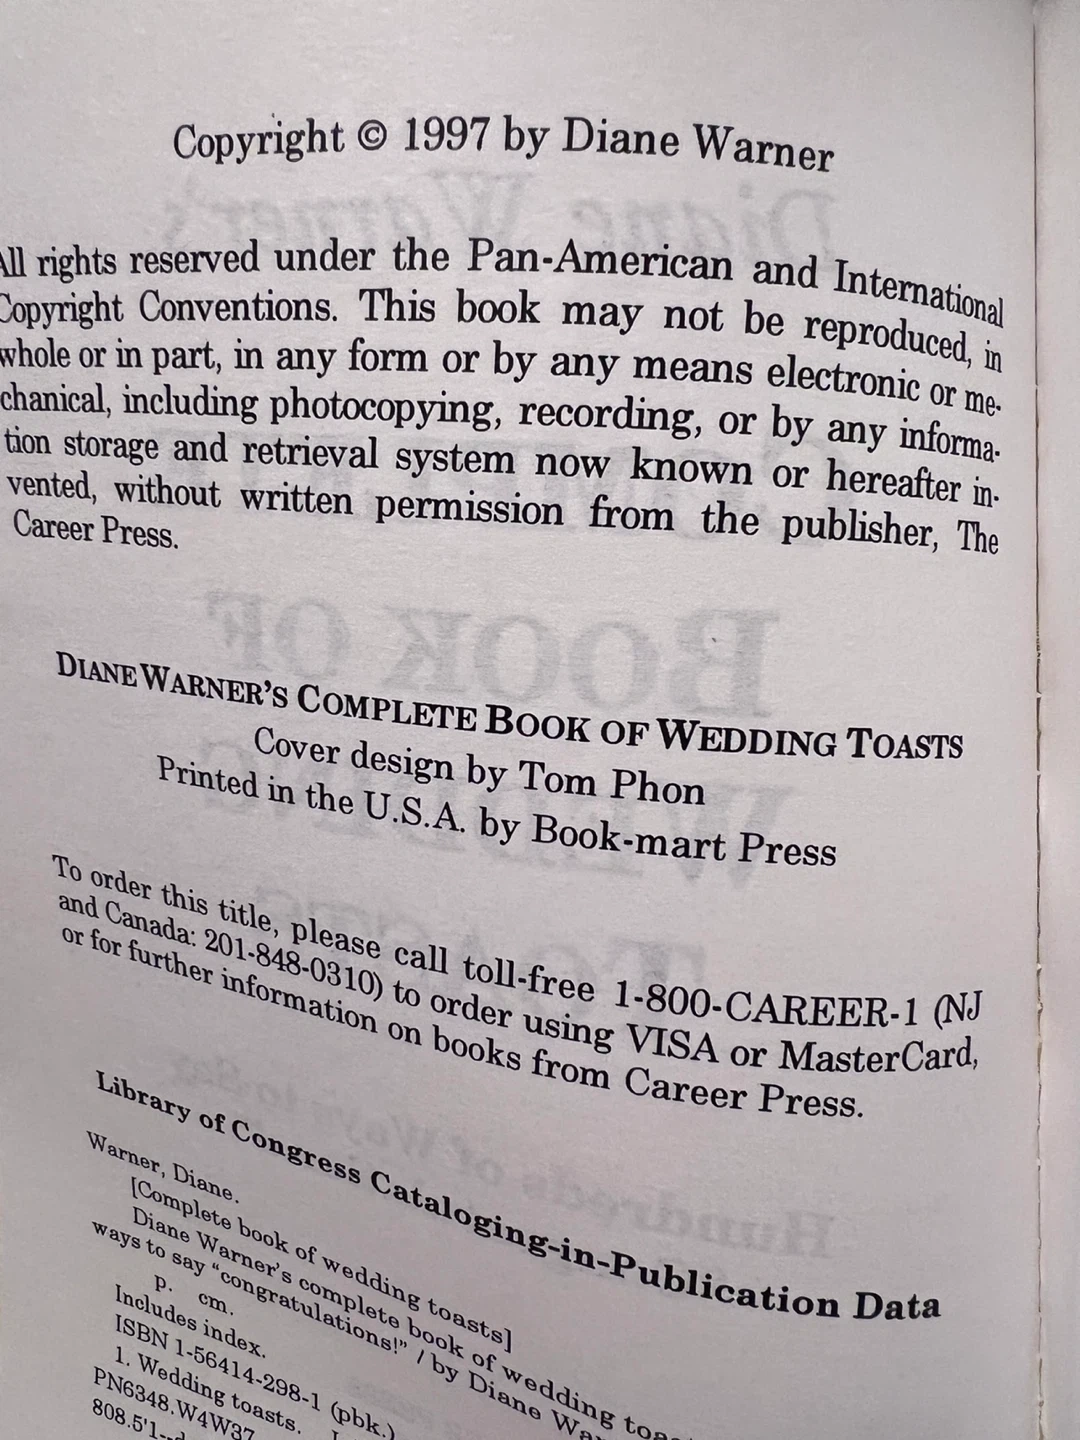 Copyright © 1997 by Diane Warner
All rights reserved under the Pan-American and International
Copyright Conventions. This book may not be reproduced, in
whole or in part, in any form or by any means electronic or me-
chanical, including photocopying, recording, or by any informa-
tion storage and retrieval system now known or hereafter in-
vented, without written permission from the publisher, The
Career Press.
DIANE WARNER'S COMPLETE BOOK OF WEDDING TOASTS
Cover design by Tom Phon
Printed in the U.S.A. by Book-mart Press
To order this title, please call toll-free 1-800-CAREER-1 (NJ
and Canada: 201-848-0310) to order using VISA or MasterCard,
or for further information on books from Career Press.
Library of Congress Cataloging-in-Publication Data
Warner, Diane.
[Complete book of wedding toasts]
Diane Warner's complete book of wedding
ways to say "congratulations!" / by Diane
p. cm.
Includes index.
ISBN 1-56414-298-1 (pbk.)
1. Wedding toasts.
PN6348.W4W37
808.5'1